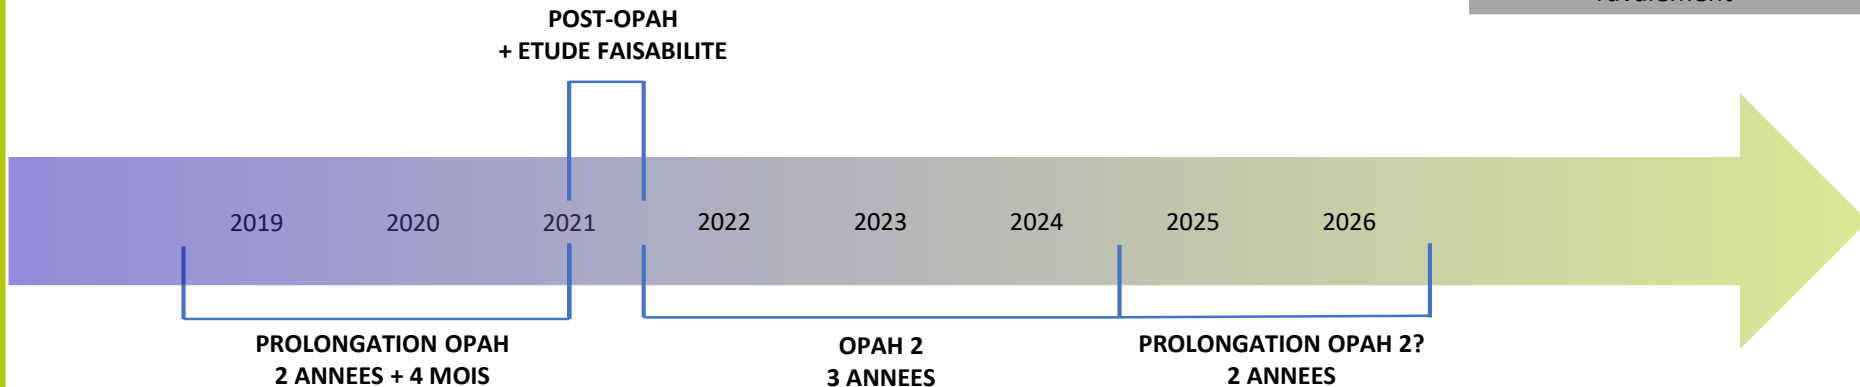 POST-OPAH
+ ETUDE FAISABILITE
2019 2020 2021 2022 2023 2024 2025 2026
PROLONGATION OPAH
2 ANNEES + 4 MOIS
OPAH 2
3 ANNEES
PROLONGATION OPAH 2?
2 ANNEES